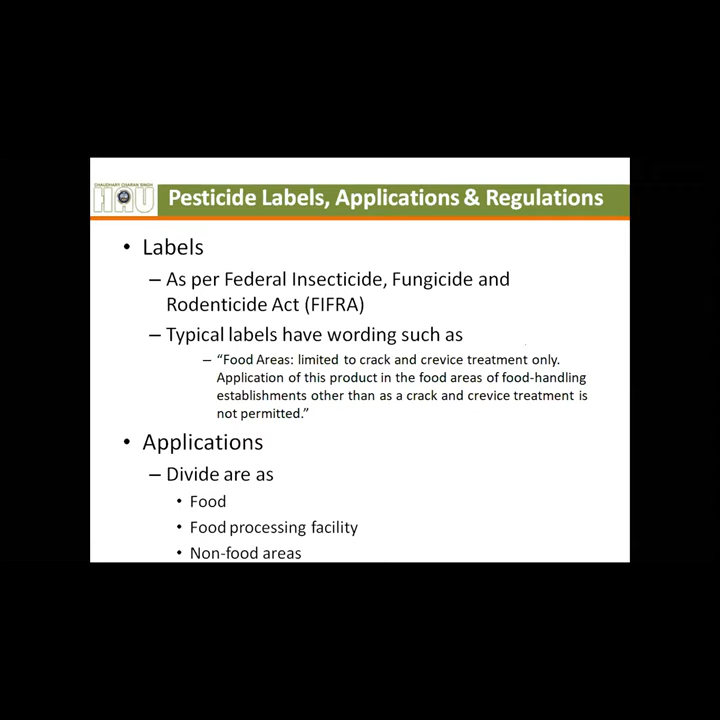 CHAUDHARY CHARAN SINGH
HAU
Pesticide Labels, Applications & Regulations
• Labels
– As per Federal Insecticide, Fungicide and
Rodenticide Act (FIFRA)
– Typical labels have wording such as
– “Food Areas: limited to crack and crevice treatment only.
Application of this product in the food areas of food-handling
establishments other than as a crack and crevice treatment is
not permitted.”
• Applications
– Divide are as
• Food
• Food processing facility
• Non-food areas